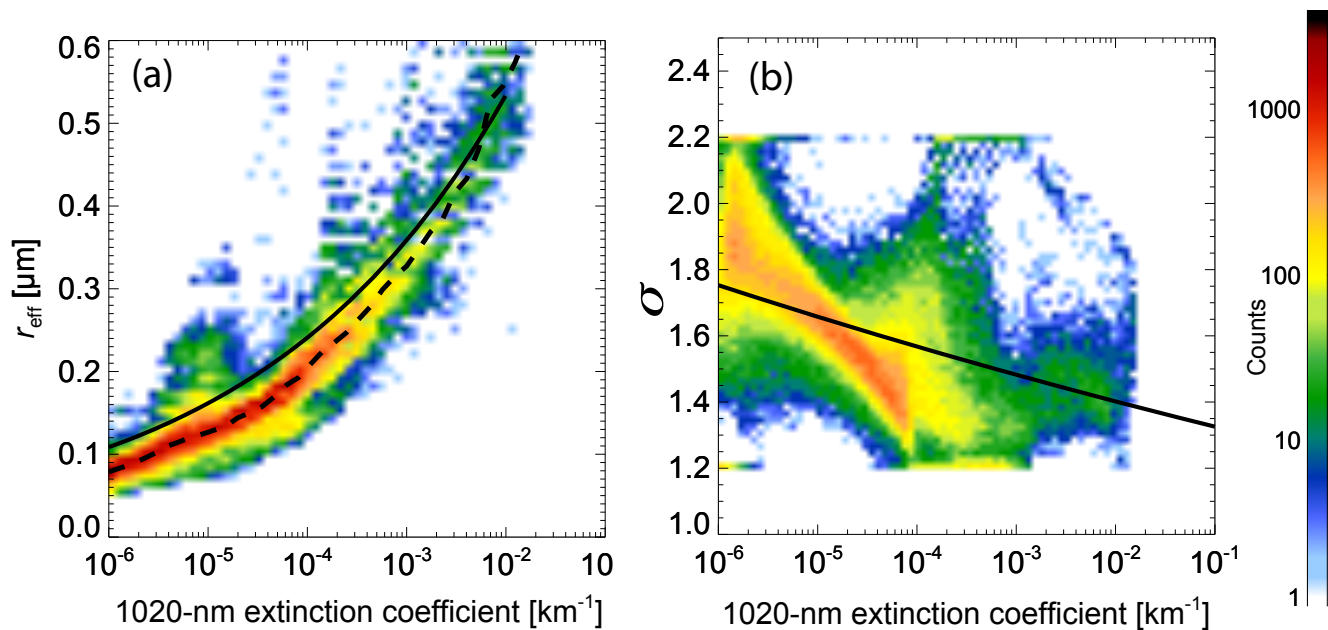 (a)
0.6
0.5
0.4
0.3
0.2
0.1
0.0
r_eff [µm]
10⁻⁶ 10⁻⁵ 10⁻⁴ 10⁻³ 10⁻² 10
1020-nm extinction coefficient [km⁻¹]
(b)
2.4
2.2
2.0
1.8
1.6
1.4
1.2
1.0
σ
10⁻⁶ 10⁻⁵ 10⁻⁴ 10⁻³ 10⁻² 10⁻¹
1020-nm extinction coefficient [km⁻¹]
1000
100
10
1
Counts